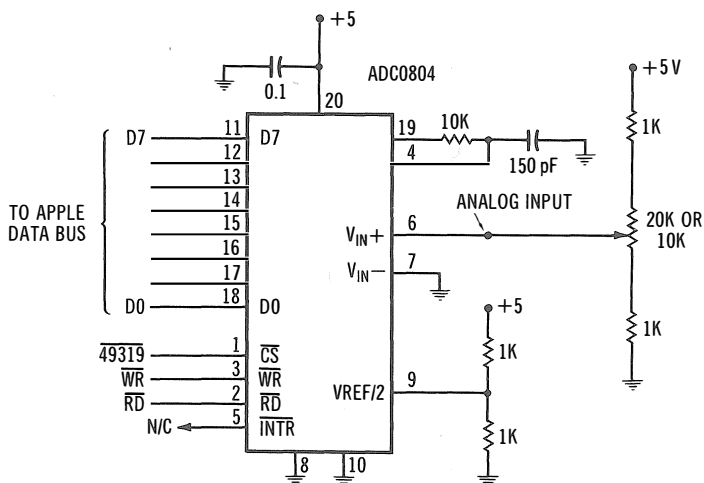 +5
0.1
20
ADC0804
+5 V
1K
D7 11 D7
12
13
14
15
16
17
D0 18 D0
TO APPLE
DATA BUS
19 10K
4
150 pF
ANALOG INPUT
VIN+ 6
VIN− 7
20K OR
10K
1K
+5
1K
VREF/2 9
1K
49319 1 CS
WR 3 WR
RD 2 RD
N/C 5 INTR
8 10